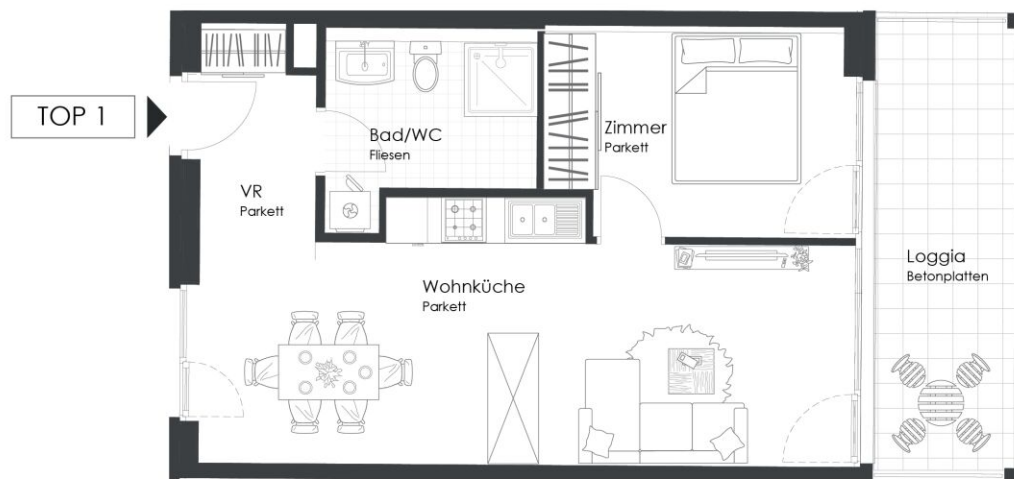 TOP 1
Bad/WC
Fliesen
Zimmer
Parkett
VR
Parkett
Wohnküche
Parkett
Loggia
Betonplatten